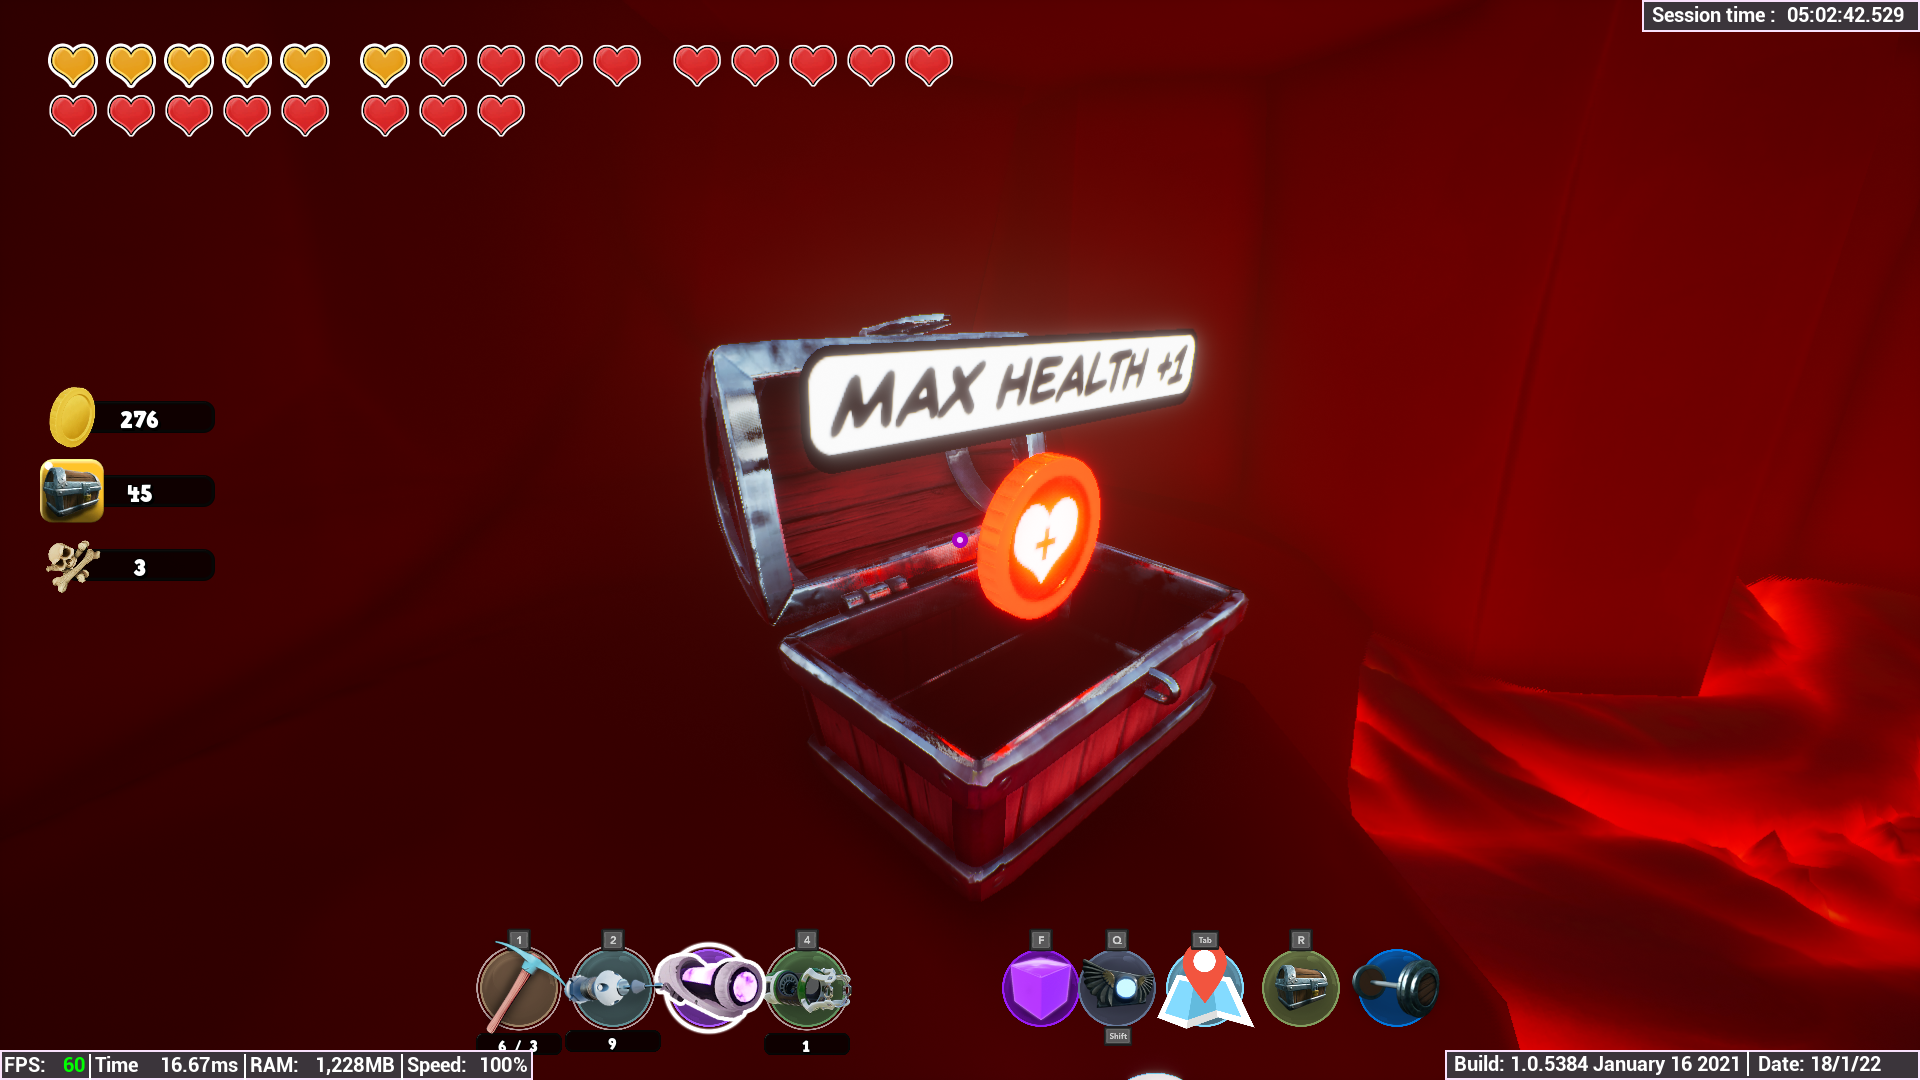 Session time : 05:02:42.529
MAX HEALTH +1
276
45
3
1
2
4
F
Q
Tab
R
Shift
6 / 3
9
1
FPS: 60 Time 16.67ms RAM: 1,228MB Speed: 100%
Build: 1.0.5384 January 16 2021 Date: 18/1/22